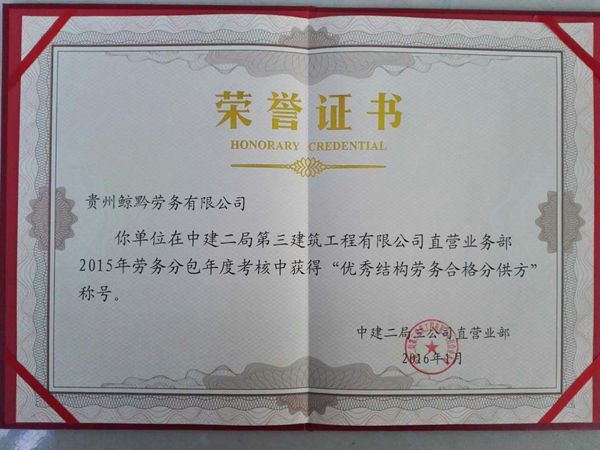 荣誉证书
HONORARY CREDENTIAL
贵州鲸黔劳务有限公司
你单位在中建二局第三建筑工程有限公司直营业务部
2015年劳务分包年度考核中获得“优秀结构劳务合格分供方”
称号。
中建二局三公司直营业部
2016年1月